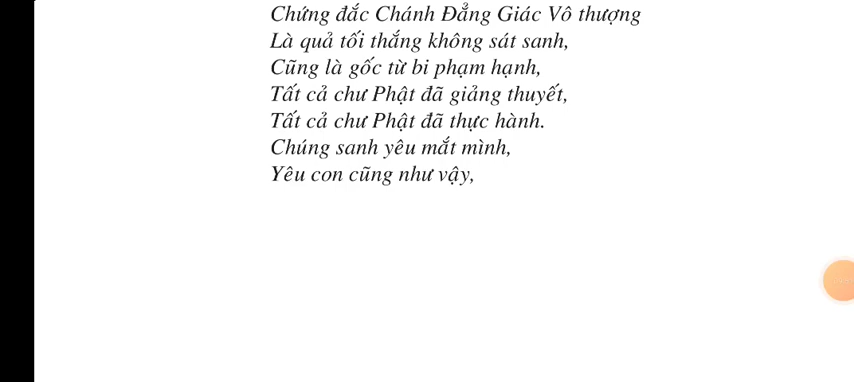 Chứng đắc Chánh Đẳng Giác Vô thượng
Là quả tối thắng không sát sanh,
Cũng là gốc từ bi phạm hạnh,
Tất cả chư Phật đã giảng thuyết,
Tất cả chư Phật đã thực hành.
Chúng sanh yêu mắt mình,
Yêu con cũng như vậy,